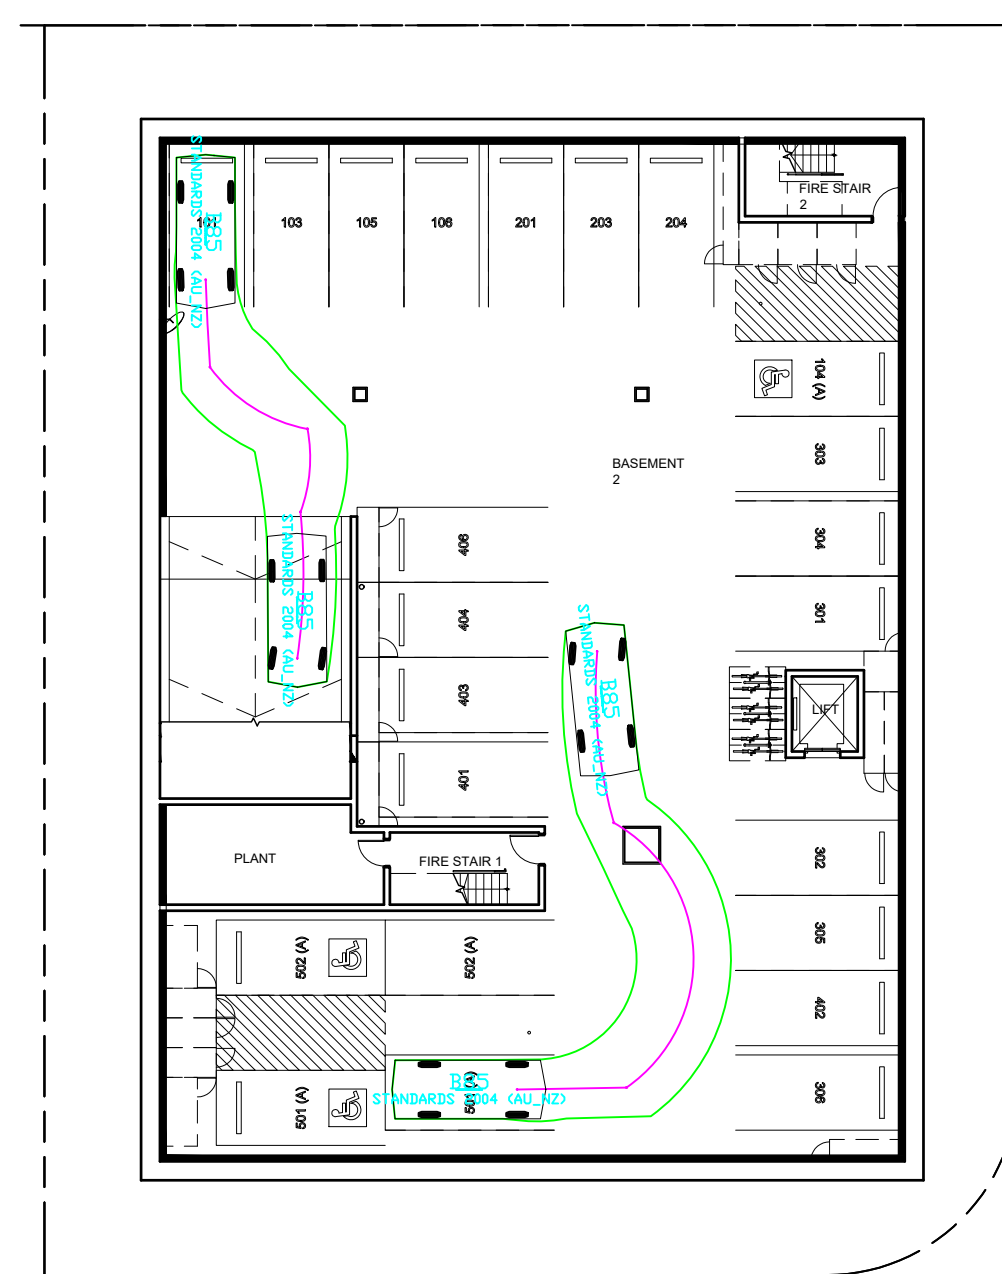 FIRE STAIR
2
101
B85
STANDARDS 2004 (AU_NZ)
103
105
106
201
203
204
104 (A)
303
BASEMENT
2
304
301
406
404
403
401
B85
STANDARDS 2004 (AU_NZ)
B85
STANDARDS 2004 (AU_NZ)
LIFT
PLANT
FIRE STAIR 1
302
305
402
306
502 (A)
502 (A)
501 (A)
501 (A)
B85
STANDARDS 2004 (AU_NZ)